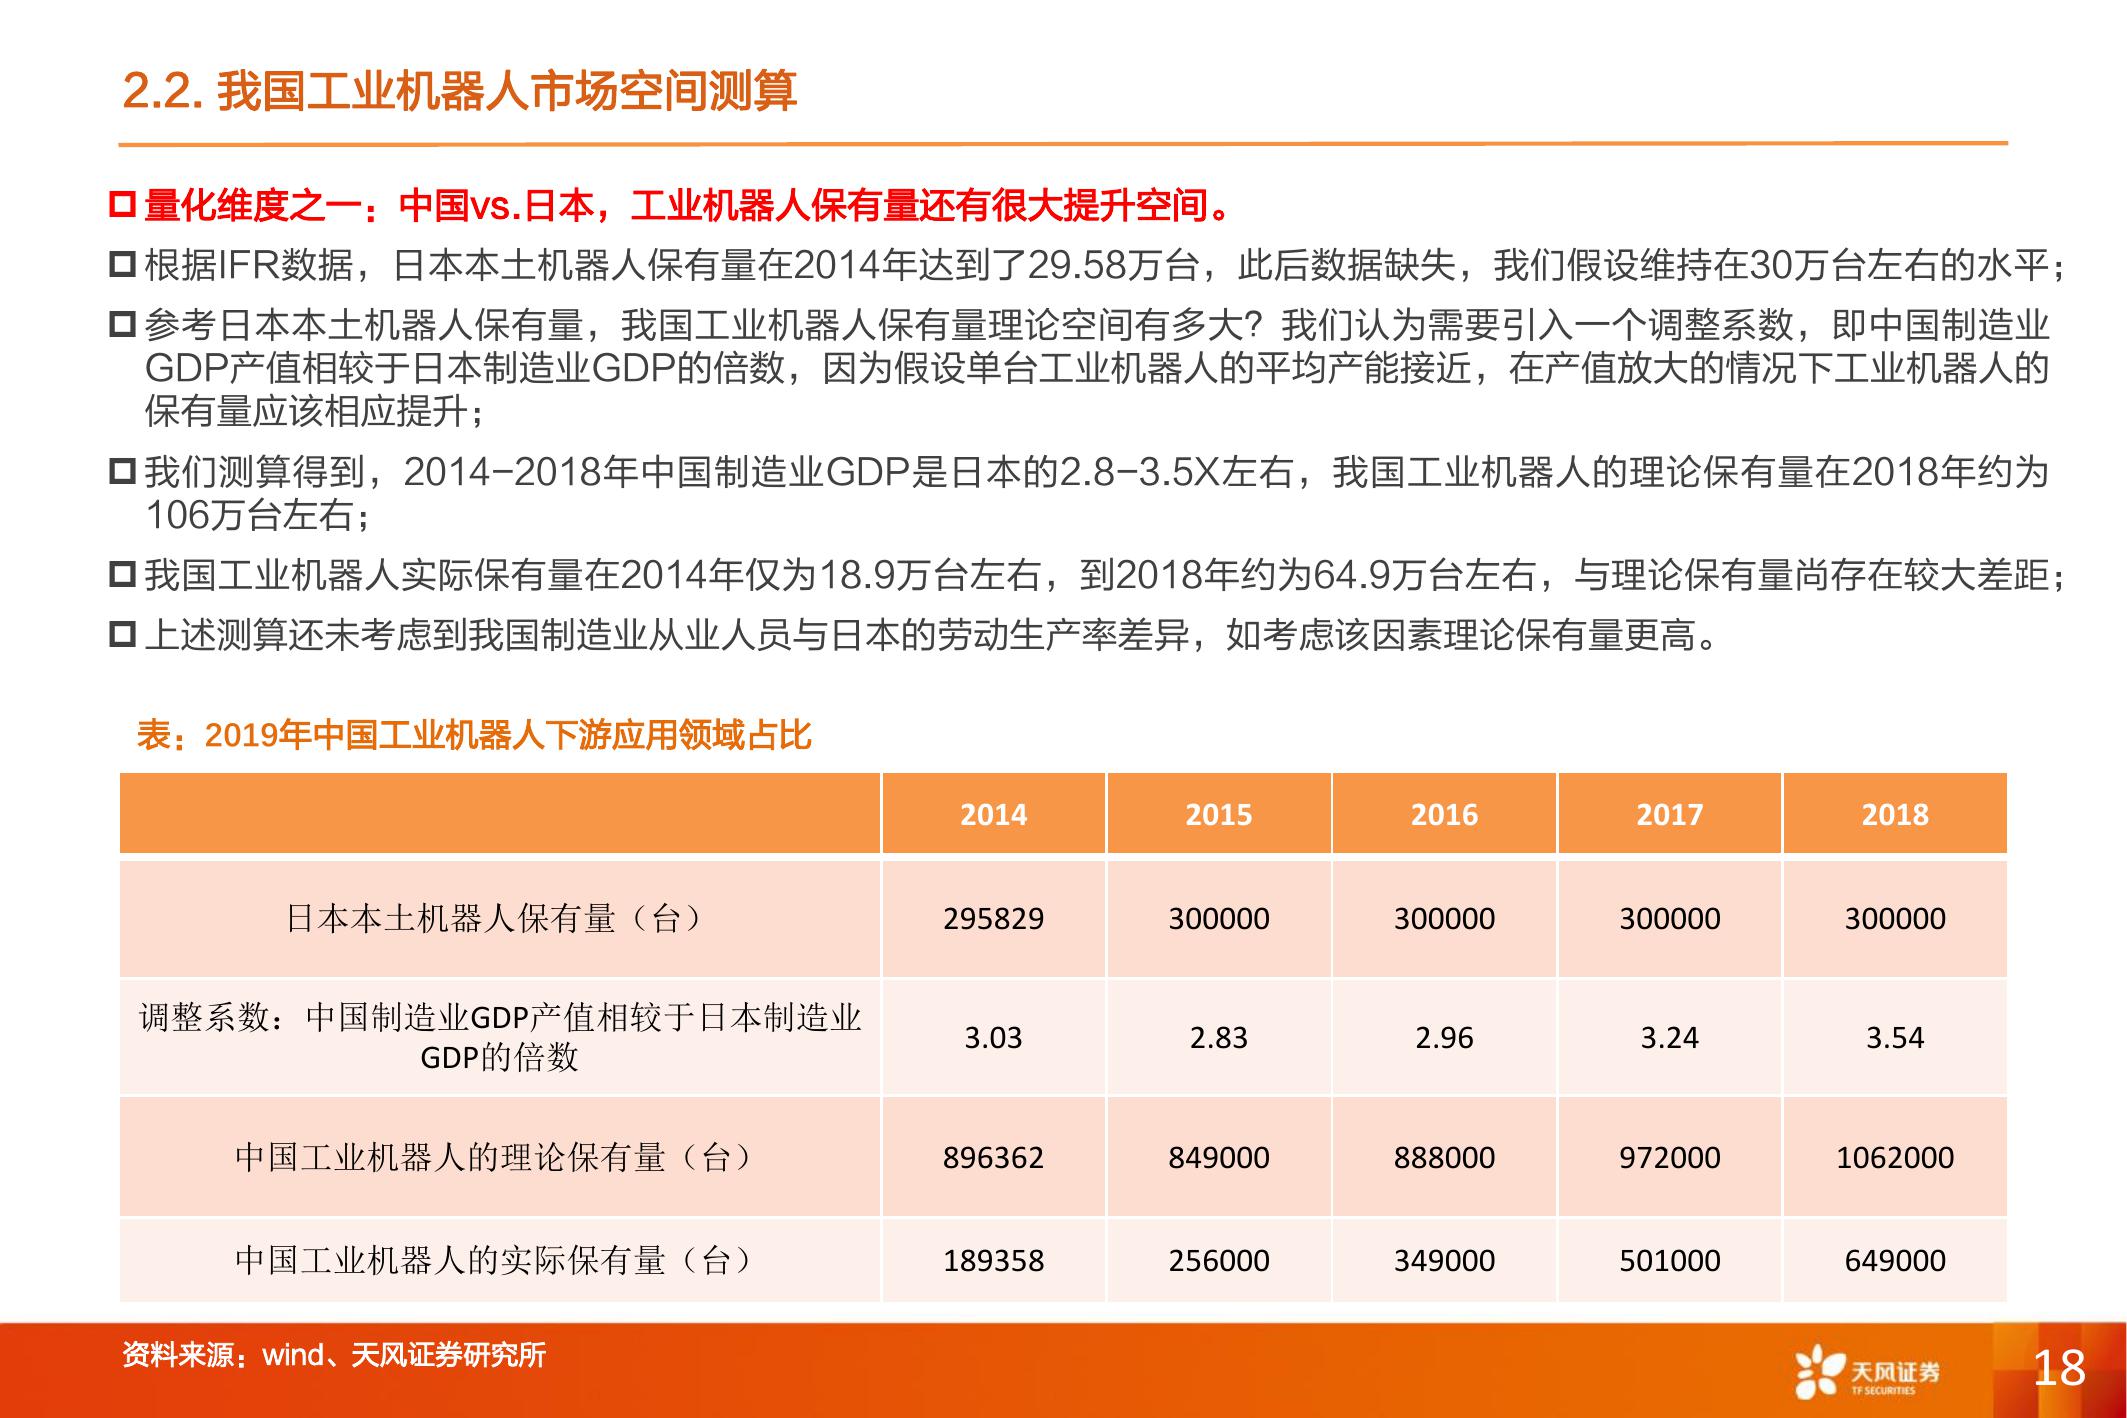 2.2. 我国工业机器人市场空间测算
量化维度之一：中国vs.日本，工业机器人保有量还有很大提升空间。
根据IFR数据，日本本土机器人保有量在2014年达到了29.58万台，此后数据缺失，我们假设维持在30万台左右的水平；
参考日本本土机器人保有量，我国工业机器人保有量理论空间有多大？我们认为需要引入一个调整系数，即中国制造业
GDP产值相较于日本制造业GDP的倍数，因为假设单台工业机器人的平均产能接近，在产值放大的情况下工业机器人的
保有量应该相应提升；
我们测算得到，2014-2018年中国制造业GDP是日本的2.8-3.5X左右，我国工业机器人的理论保有量在2018年约为
106万台左右；
我国工业机器人实际保有量在2014年仅为18.9万台左右，到2018年约为64.9万台左右，与理论保有量尚存在较大差距；
上述测算还未考虑到我国制造业从业人员与日本的劳动生产率差异，如考虑该因素理论保有量更高。
表：2019年中国工业机器人下游应用领域占比
2014 2015 2016 2017 2018
日本本土机器人保有量（台） 295829 300000 300000 300000 300000
调整系数：中国制造业GDP产值相较于日本制造业
GDP的倍数 3.03 2.83 2.96 3.24 3.54
中国工业机器人的理论保有量（台） 896362 849000 888000 972000 1062000
中国工业机器人的实际保有量（台） 189358 256000 349000 501000 649000
资料来源：wind、天风证券研究所
天风证券
TF SECURITIES
18